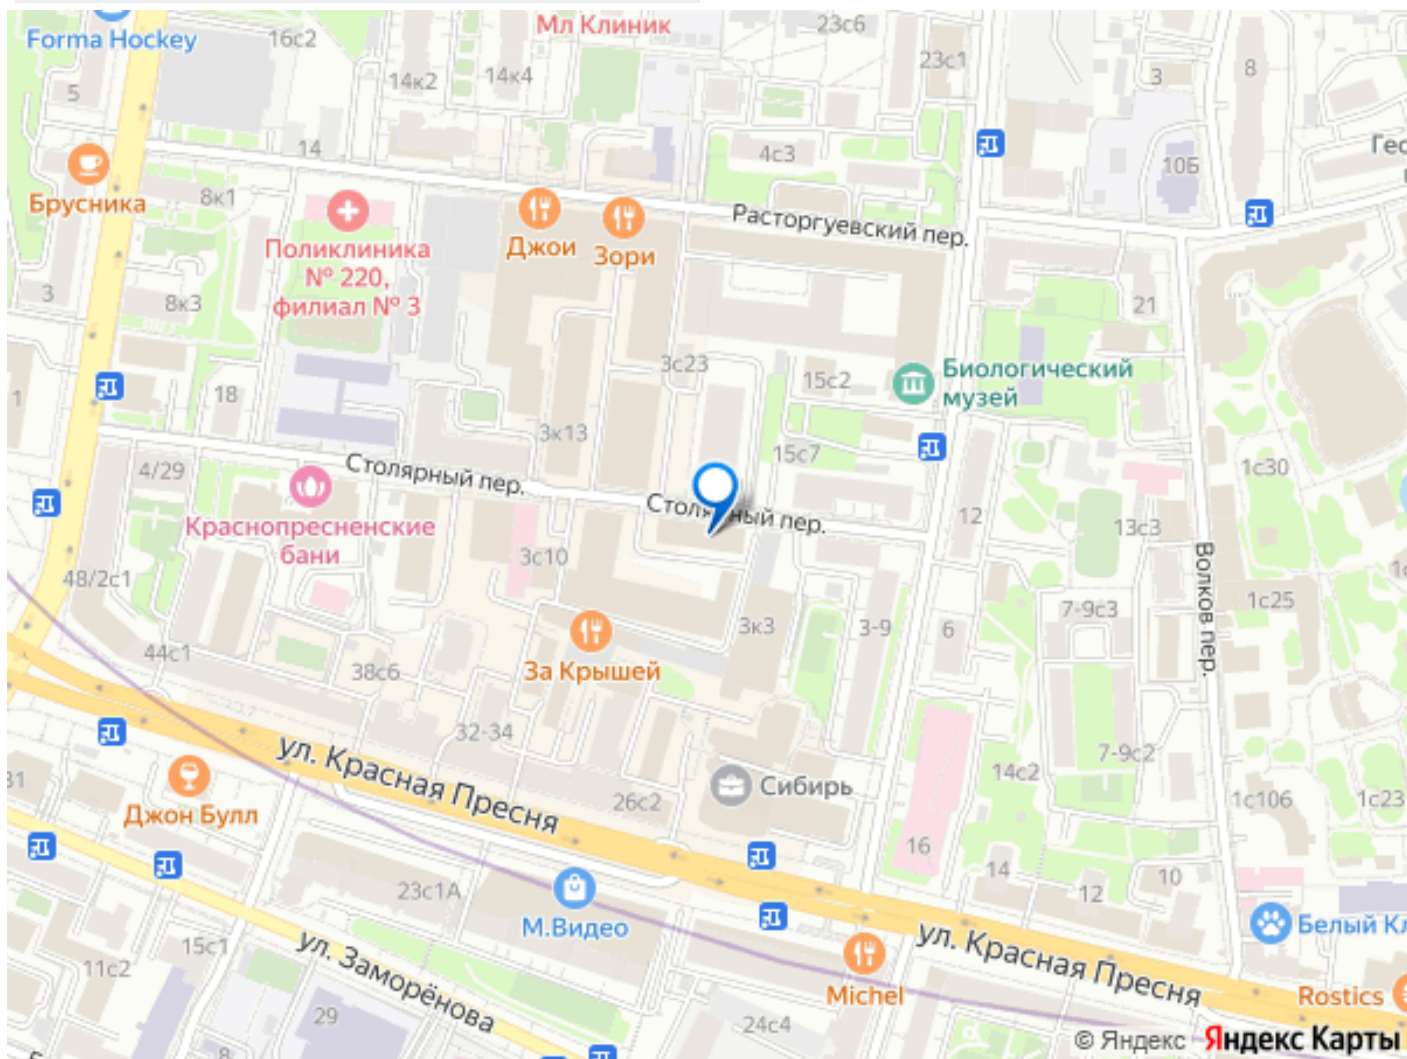 Forma Hockey
16с2
Мл Клиник
23с6
23с1
8
3
5
14к2
14к4
14
4с3
10Б
Брусника
8к1
Поликлиника
№ 220,
филиал № 3
Джои
Зори
Расторгуевский пер.
3
8к3
21
3с23
15с2
Биологический
музей
1
18
3к13
15с7
4/29
Столярный пер.
1с30
Краснопресненские
бани
Столярный пер.
12
13с3
48/2с1
3с10
Волков пер.
1с25
7-9с3
3к3
3-9
6
44с1
38с6
За Крышей
32-34
7-9с2
ул. Красная Пресня
Сибирь
14с2
26с2
1с106
1с23
31
Джон Булл
16
14
12
10
23с1А
М.Видео
ул. Красная Пресня
15с1
11с2
ул. Заморёнова
Michel
Rostics
29
24с4
8
© Яндекс Яндекс Карты